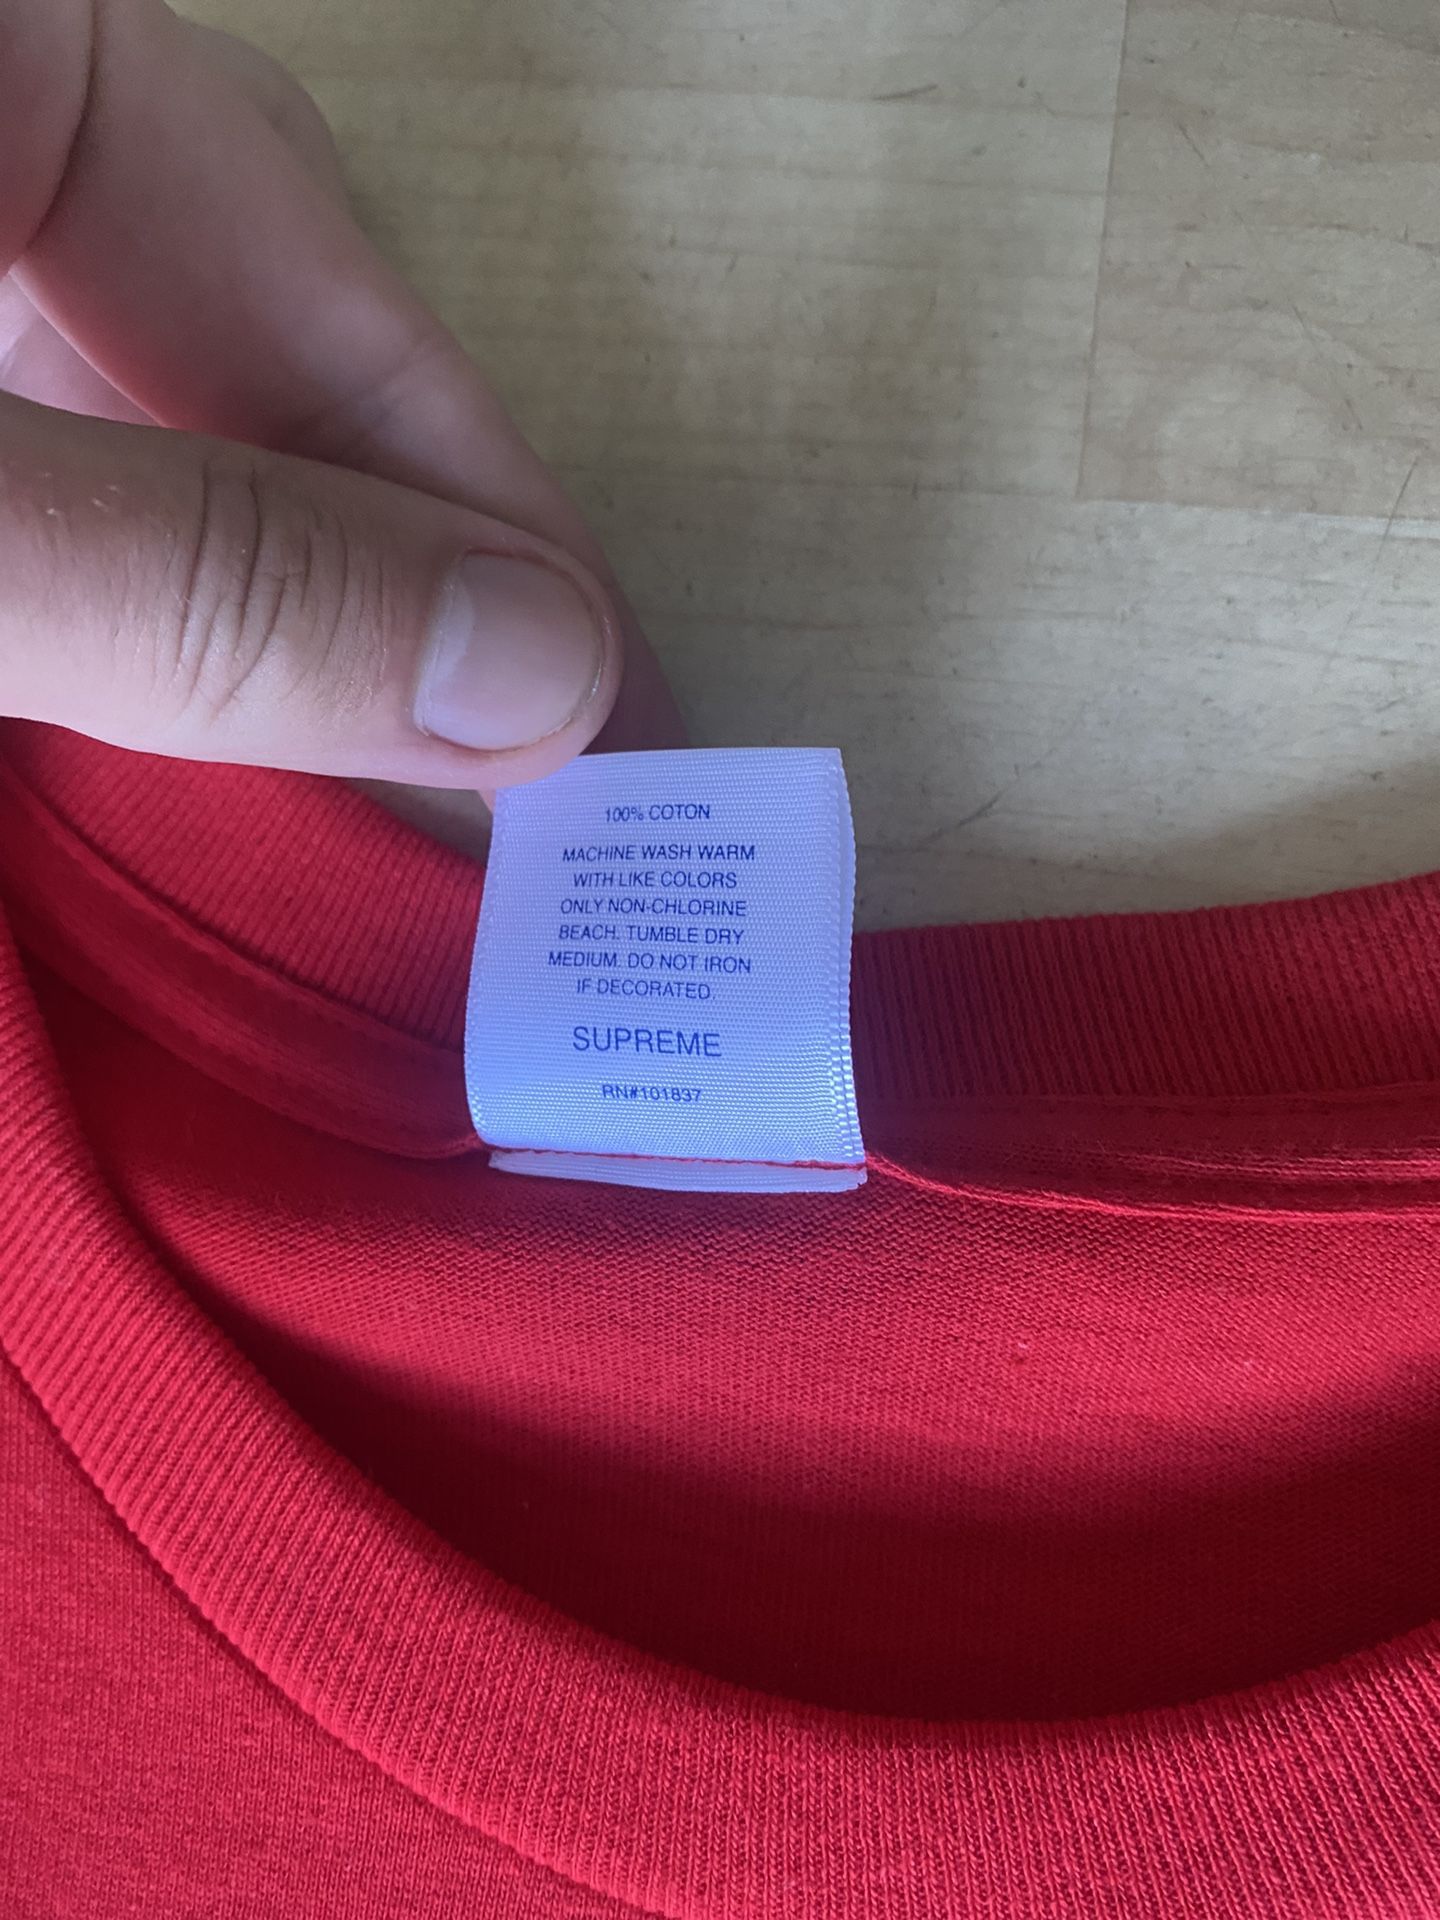 100% COTON
MACHINE WASH WARM
WITH LIKE COLORS
ONLY NON-CHLORINE
BEACH. TUMBLE DRY
MEDIUM. DO NOT IRON
IF DECORATED.
SUPREME
RN#101837